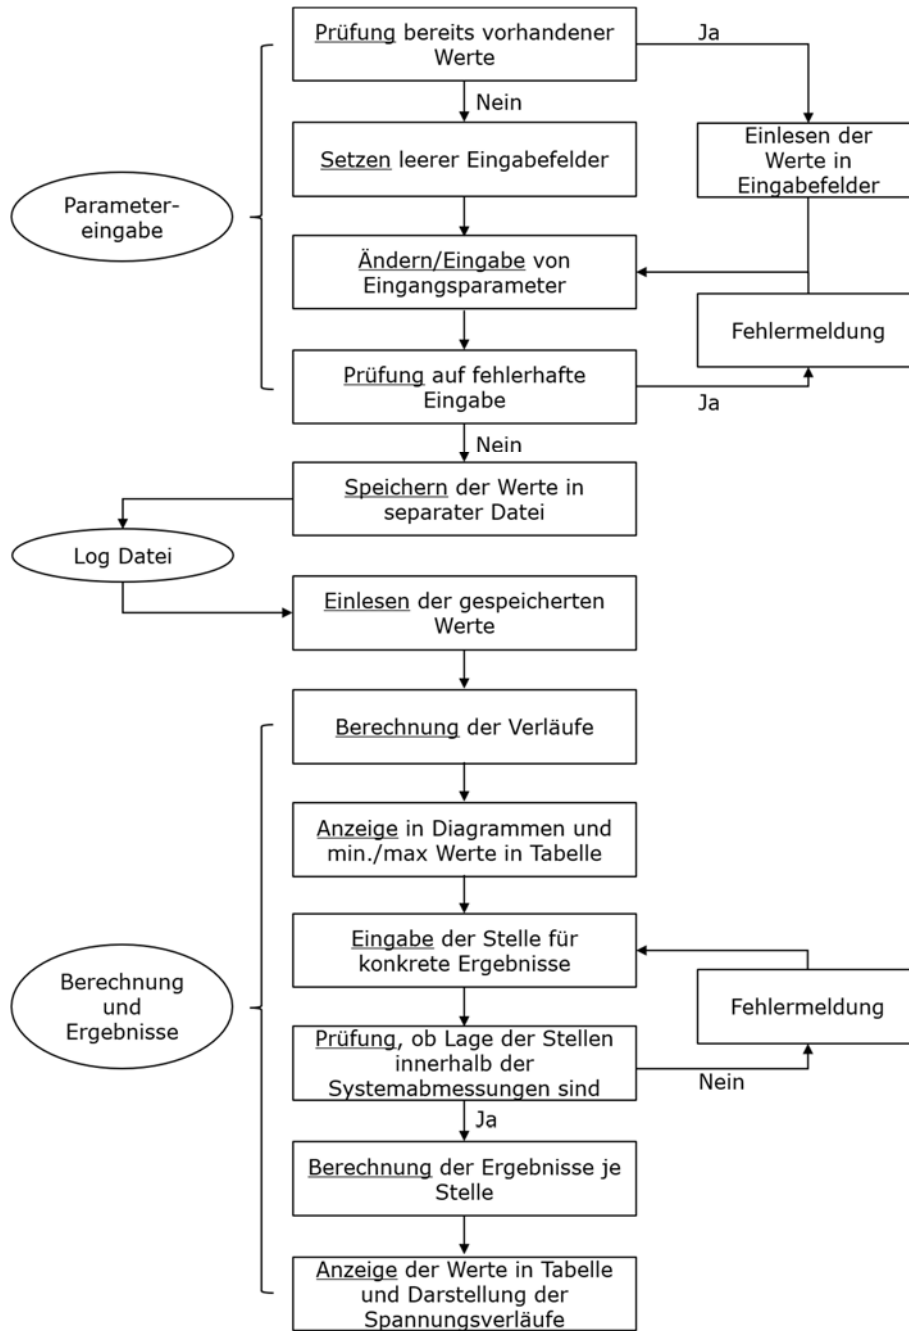 Prüfung bereits vorhandener
Werte
Ja
Nein
Setzen leerer Eingabefelder
Einlesen der
Werte in
Eingabefelder
Parameter-
eingabe
Ändern/Eingabe von
Eingangsparameter
Fehlermeldung
Prüfung auf fehlerhafte
Eingabe
Ja
Nein
Speichern der Werte in
separater Datei
Log Datei
Einlesen der gespeicherten
Werte
Berechnung der Verläufe
Anzeige in Diagrammen und
min./max Werte in Tabelle
Eingabe der Stelle für
konkrete Ergebnisse
Berechnung
und
Ergebnisse
Fehlermeldung
Prüfung, ob Lage der Stellen
innerhalb der
Systemabmessungen sind
Nein
Ja
Berechnung der Ergebnisse je
Stelle
Anzeige der Werte in Tabelle
und Darstellung der
Spannungsverläufe